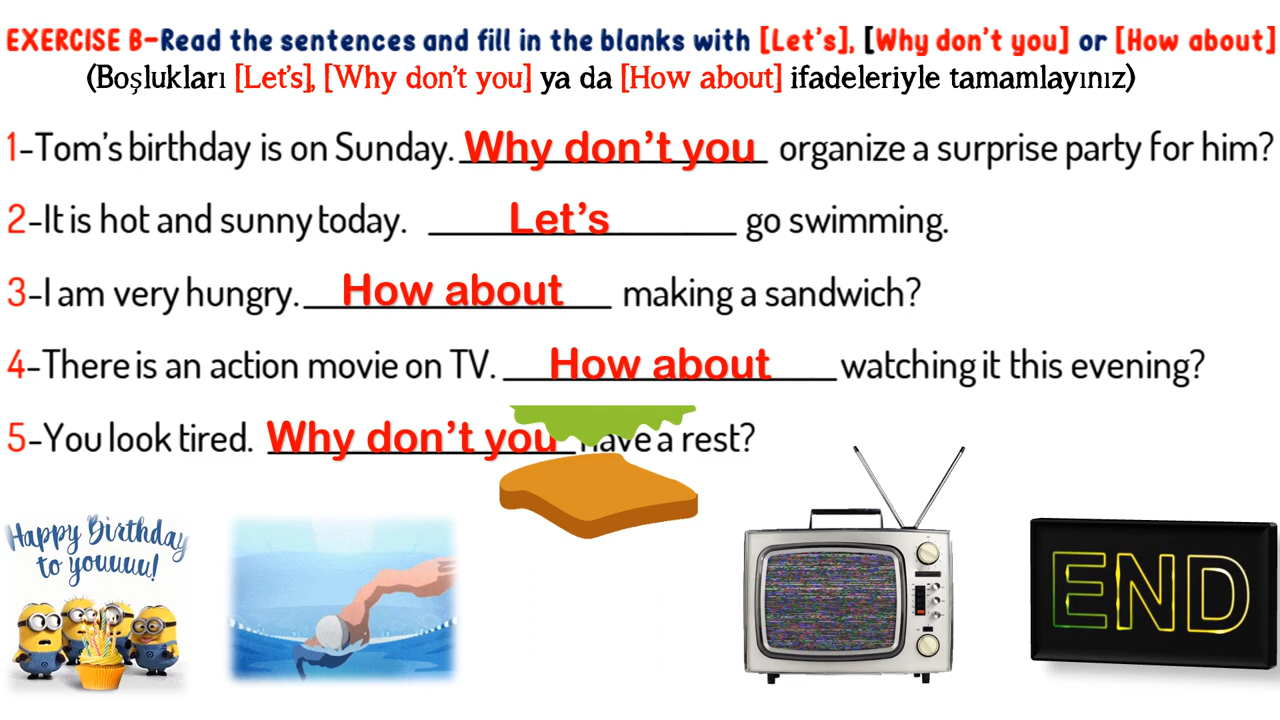 EXERCISE B-Read the sentences and fill in the blanks with [Let's], [Why don't you] or [How about]
(Boşlukları [Let's], [Why don't you] ya da [How about] ifadeleriyle tamamlayınız)
1-Tom's birthday is on Sunday. Why don't you organize a surprise party for him?
2-It is hot and sunny today. Let's go swimming.
3-I am very hungry. How about making a sandwich?
4-There is an action movie on TV. How about watching it this evening?
5-You look tired. Why don't you have a rest?
Happy Birthday
to youuuu!
END